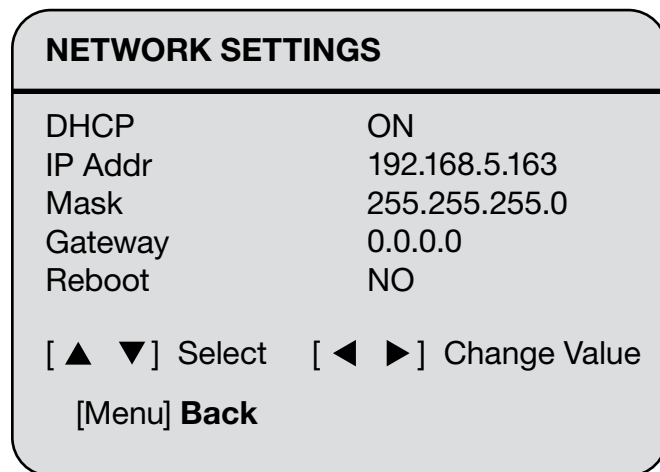 NETWORK SETTINGS
DHCP ON
IP Addr 192.168.5.163
Mask 255.255.255.0
Gateway 0.0.0.0
Reboot NO
[ ▲ ▼ ] Select [ ◀ ▶ ] Change Value
[Menu] Back